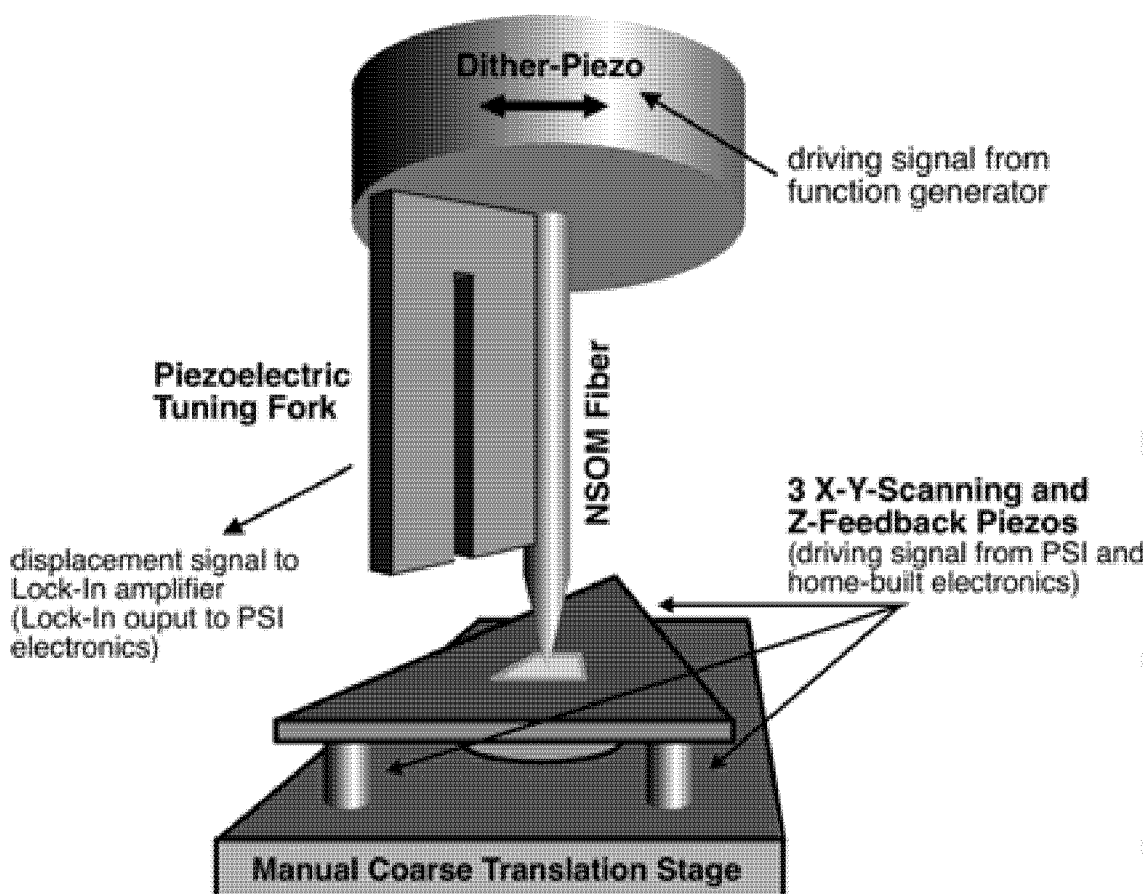 Dither-Piezo
driving signal from
function generator
Piezoelectric
Tuning Fork
NSOM Fiber
3 X-Y-Scanning and
Z-Feedback Piezos
(driving signal from PSI and
home-built electronics)
displacement signal to
Lock-In amplifier
(Lock-In ouput to PSI
electronics)
Manual Coarse Translation Stage